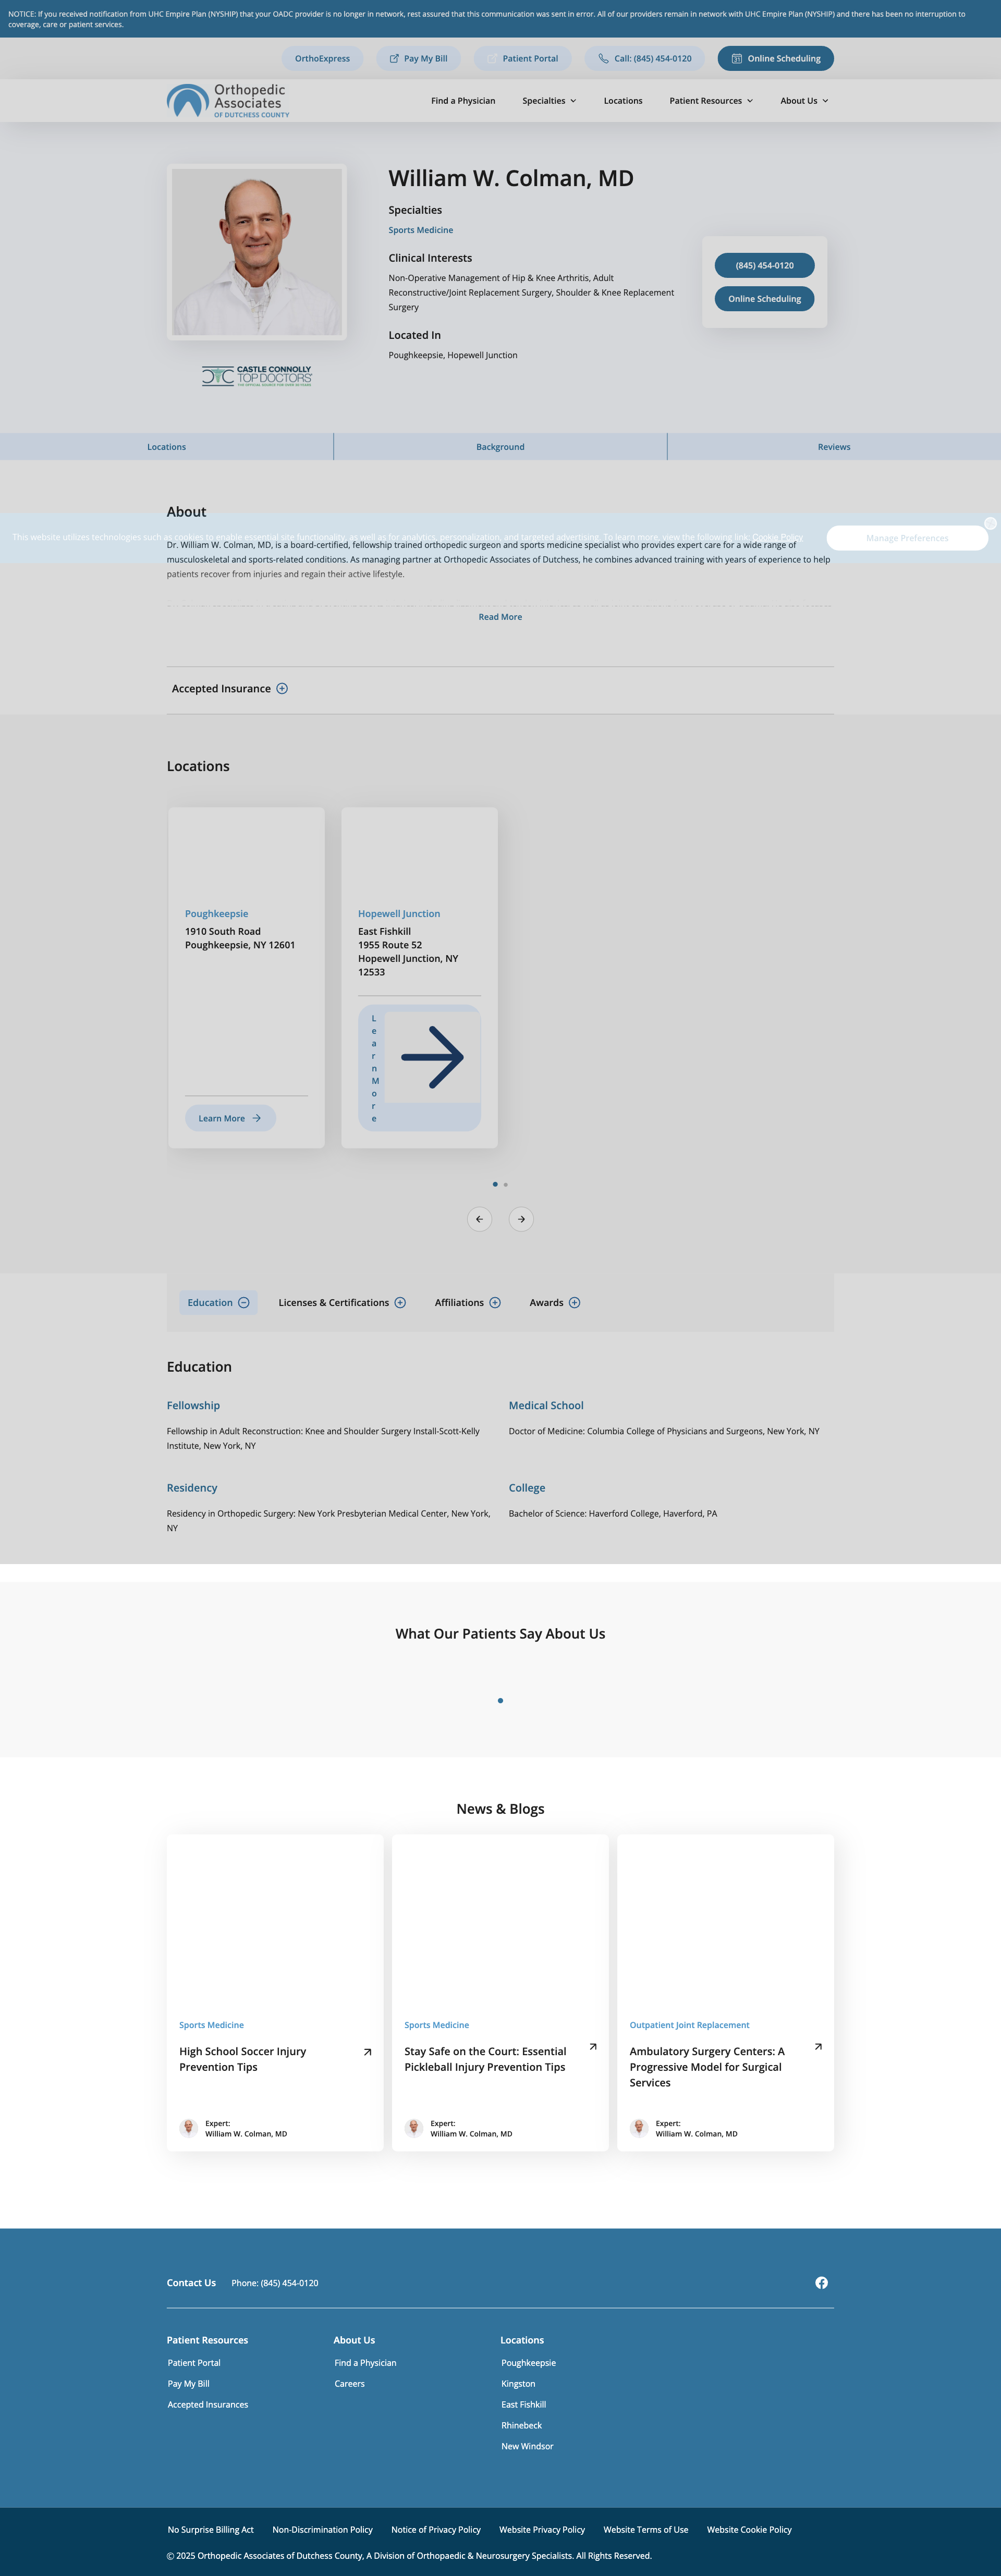 NOTICE: If you received notification from UHC Empire Plan (NYSHIP) that your OADC provider is no longer in network, rest assured that this communication was sent in error. All of our providers remain in network with UHC Empire Plan (NYSHIP) and there has been no interruption to
coverage, care or patient services.
OrthoExpress
Pay My Bill
Patient Portal
Call: (845) 454-0120
Online Scheduling
Orthopedic
Associates
OF DUTCHESS COUNTY
Find a Physician
Specialties
Locations
Patient Resources
About Us
William W. Colman, MD
Specialties
Sports Medicine
Clinical Interests
Non-Operative Management of Hip & Knee Arthritis, Adult
Reconstructive/Joint Replacement Surgery, Shoulder & Knee Replacement
Surgery
Located In
Poughkeepsie, Hopewell Junction
(845) 454-0120
Online Scheduling
CASTLE CONNOLLY
TOP DOCTORS
Locations
Background
Reviews
About
This website utilizes technologies such as cookies to enable essential site functionality, as well as for analytics, personalization, and targeted advertising. To learn more, view the following link: Cookie Policy
Manage Preferences
Dr. William W. Colman, MD, is a board-certified, fellowship trained orthopedic surgeon and sports medicine specialist who provides expert care for a wide range of
musculoskeletal and sports-related conditions. As managing partner at Orthopedic Associates of Dutchess, he combines advanced training with years of experience to help
patients recover from injuries and regain their active lifestyle.
Read More
Accepted Insurance
Locations
Poughkeepsie
1910 South Road
Poughkeepsie, NY 12601
Learn More
Hopewell Junction
East Fishkill
1955 Route 52
Hopewell Junction, NY
12533
Learn More
Education
Licenses & Certifications
Affiliations
Awards
Education
Fellowship
Fellowship in Adult Reconstruction: Knee and Shoulder Surgery Install-Scott-Kelly
Institute, New York, NY
Medical School
Doctor of Medicine: Columbia College of Physicians and Surgeons, New York, NY
Residency
Residency in Orthopedic Surgery: New York Presbyterian Medical Center, New York,
NY
College
Bachelor of Science: Haverford College, Haverford, PA
What Our Patients Say About Us
News & Blogs
Sports Medicine
High School Soccer Injury
Prevention Tips
Expert:
William W. Colman, MD
Sports Medicine
Stay Safe on the Court: Essential
Pickleball Injury Prevention Tips
Expert:
William W. Colman, MD
Outpatient Joint Replacement
Ambulatory Surgery Centers: A
Progressive Model for Surgical
Services
Expert:
William W. Colman, MD
Contact Us
Phone: (845) 454-0120
Patient Resources
Patient Portal
Pay My Bill
Accepted Insurances
About Us
Find a Physician
Careers
Locations
Poughkeepsie
Kingston
East Fishkill
Rhinebeck
New Windsor
No Surprise Billing Act
Non-Discrimination Policy
Notice of Privacy Policy
Website Privacy Policy
Website Terms of Use
Website Cookie Policy
© 2025 Orthopedic Associates of Dutchess County, A Division of Orthopaedic & Neurosurgery Specialists. All Rights Reserved.